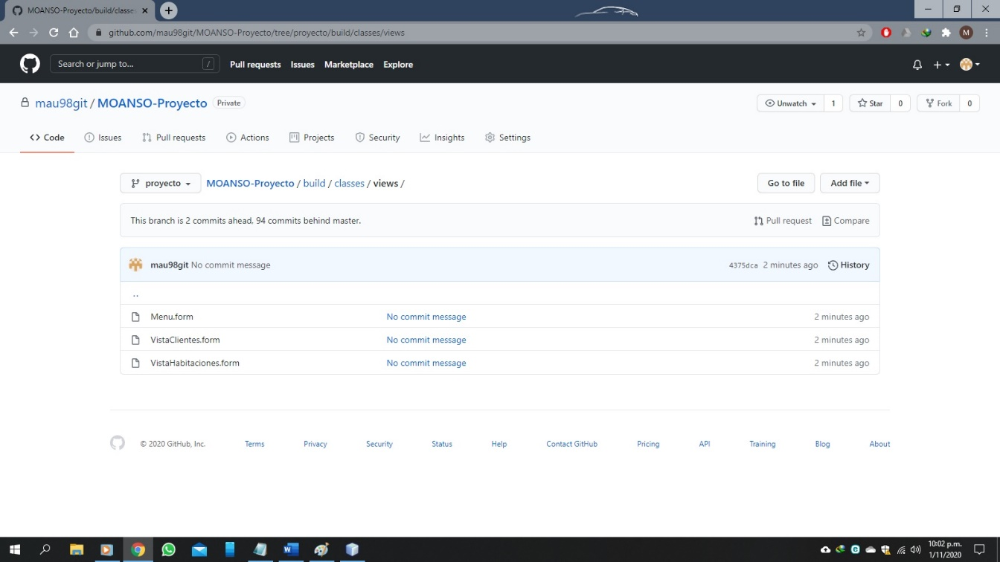 MOANSO-Proyecto/build/classes
github.com/mau98git/MOANSO-Proyecto/tree/proyecto/build/classes/views
M
Search or jump to... / Pull requests Issues Marketplace Explore
mau98git / MOANSO-Proyecto Private Unwatch 1 Star 0 Fork 0
Code Issues Pull requests Actions Projects Security Insights Settings
proyecto MOANSO-Proyecto / build / classes / views / Go to file Add file
This branch is 2 commits ahead, 94 commits behind master. Pull request Compare
mau98git No commit message 4375dca 2 minutes ago History
..
Menu.form No commit message 2 minutes ago
VistaClientes.form No commit message 2 minutes ago
VistaHabitaciones.form No commit message 2 minutes ago
© 2020 GitHub, Inc. Terms Privacy Security Status Help Contact GitHub Pricing API Training Blog About
10:02 p.m.
1/11/2020